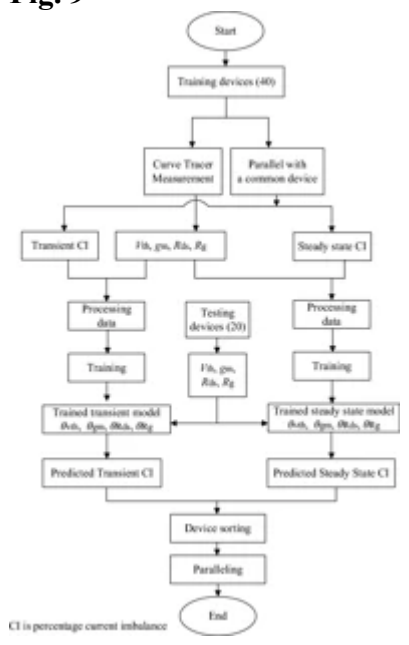 Fig. 9
Start
Training devices (40)
Curve Tracer
Measurement
Parallel with
a common device
Transient CI
Vth, gm, Rds, Rg
Steady state CI
Processing
data
Testing
devices (20)
Processing
data
Training
Vth, gm,
Rds, Rg
Training
Trained transient model
θvth, θgm, θRds, θRg
Trained steady state model
θvth, θgm, θRds, θRg
Predicted Transient CI
Predicted Steady State CI
Device sorting
Paralleling
End
CI is percentage current imbalance